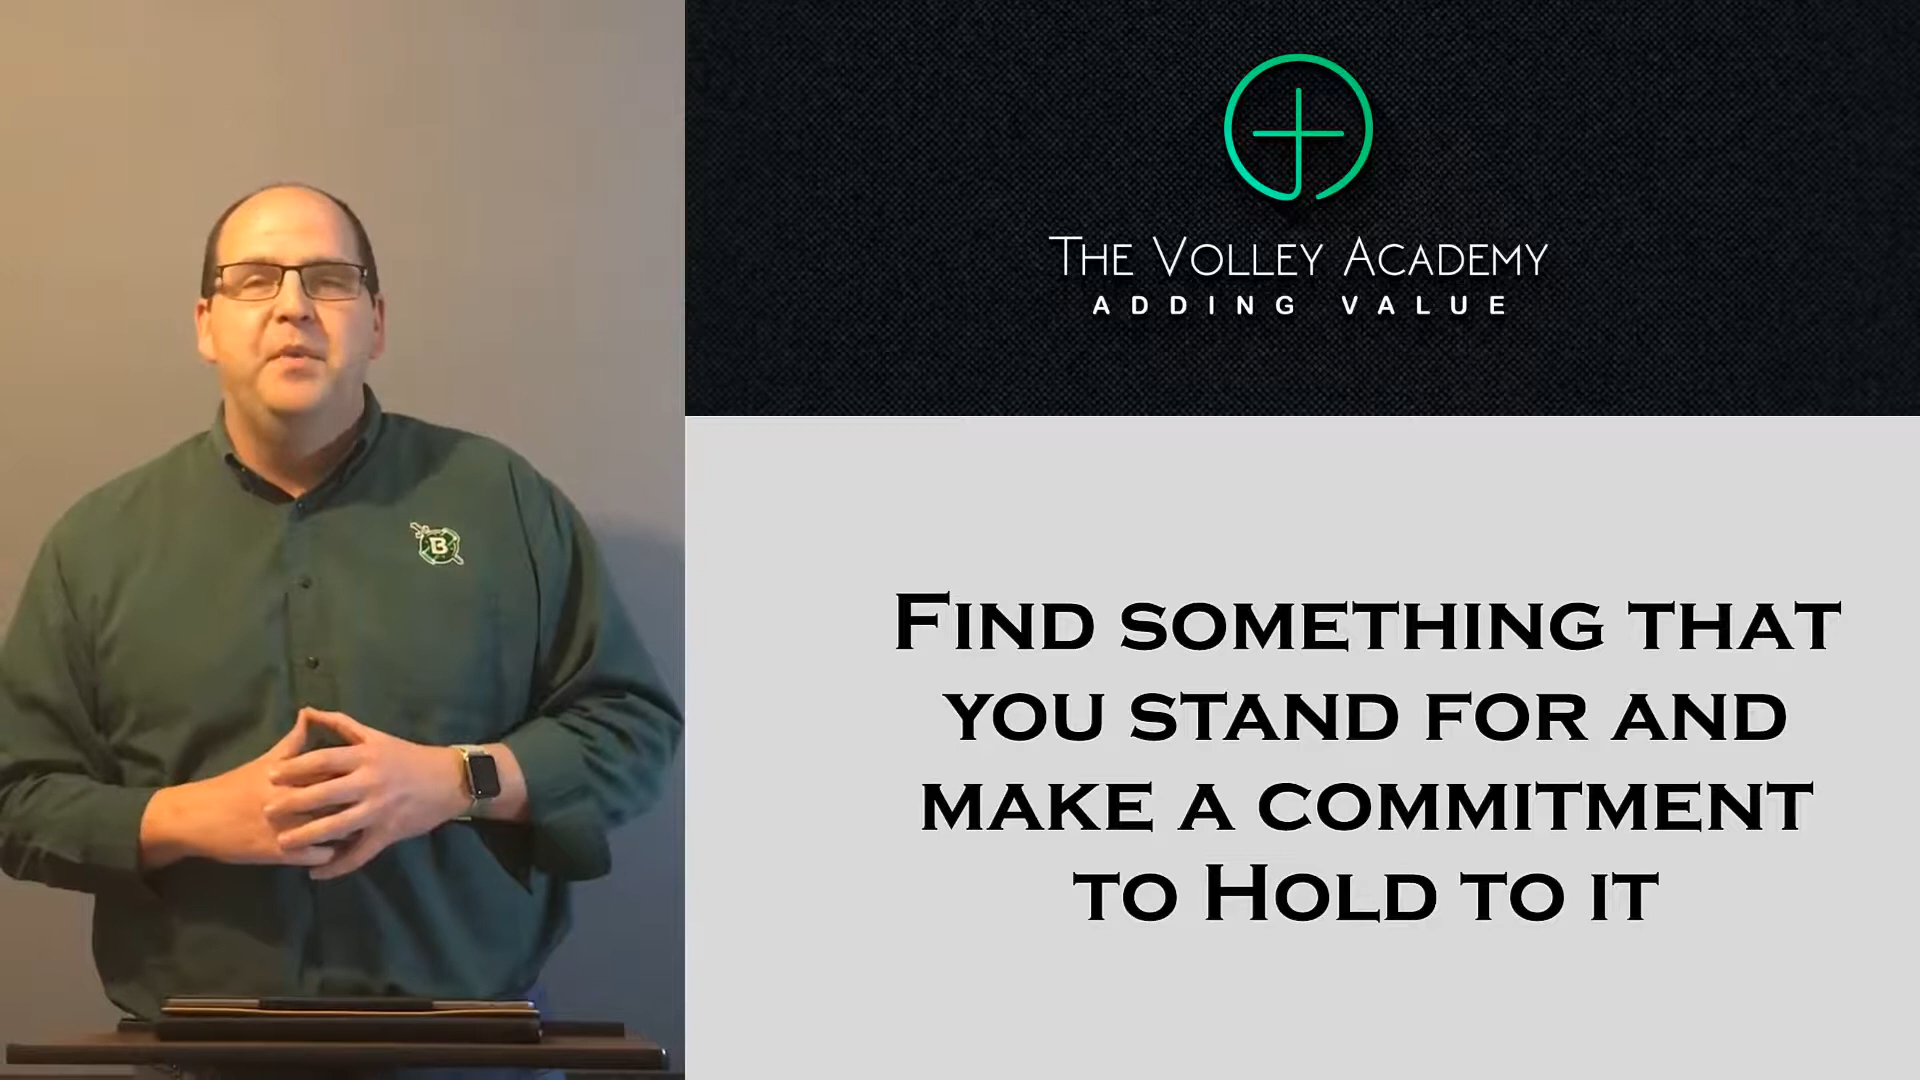 THE VOLLEY ACADEMY
ADDING VALUE
B
FIND SOMETHING THAT
YOU STAND FOR AND
MAKE A COMMITMENT
TO HOLD TO IT